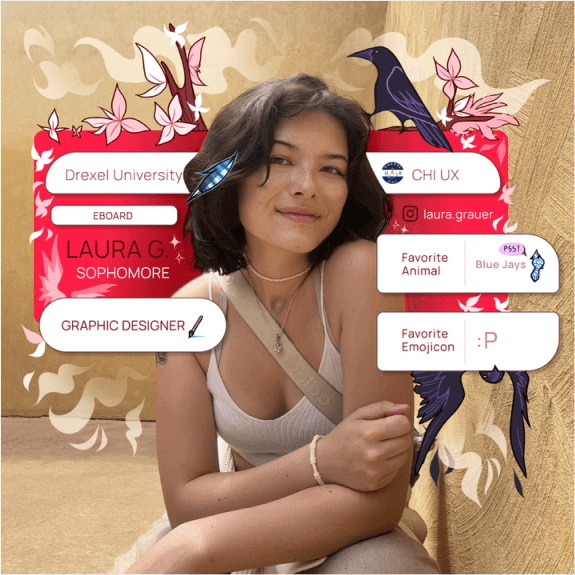 Drexel University
CHI UX
EBOARD
laura.grauer
LAURA G.
SOPHOMORE
PSST
Favorite
Animal
Blue Jays
GRAPHIC DESIGNER
Favorite
Emojicon
:P